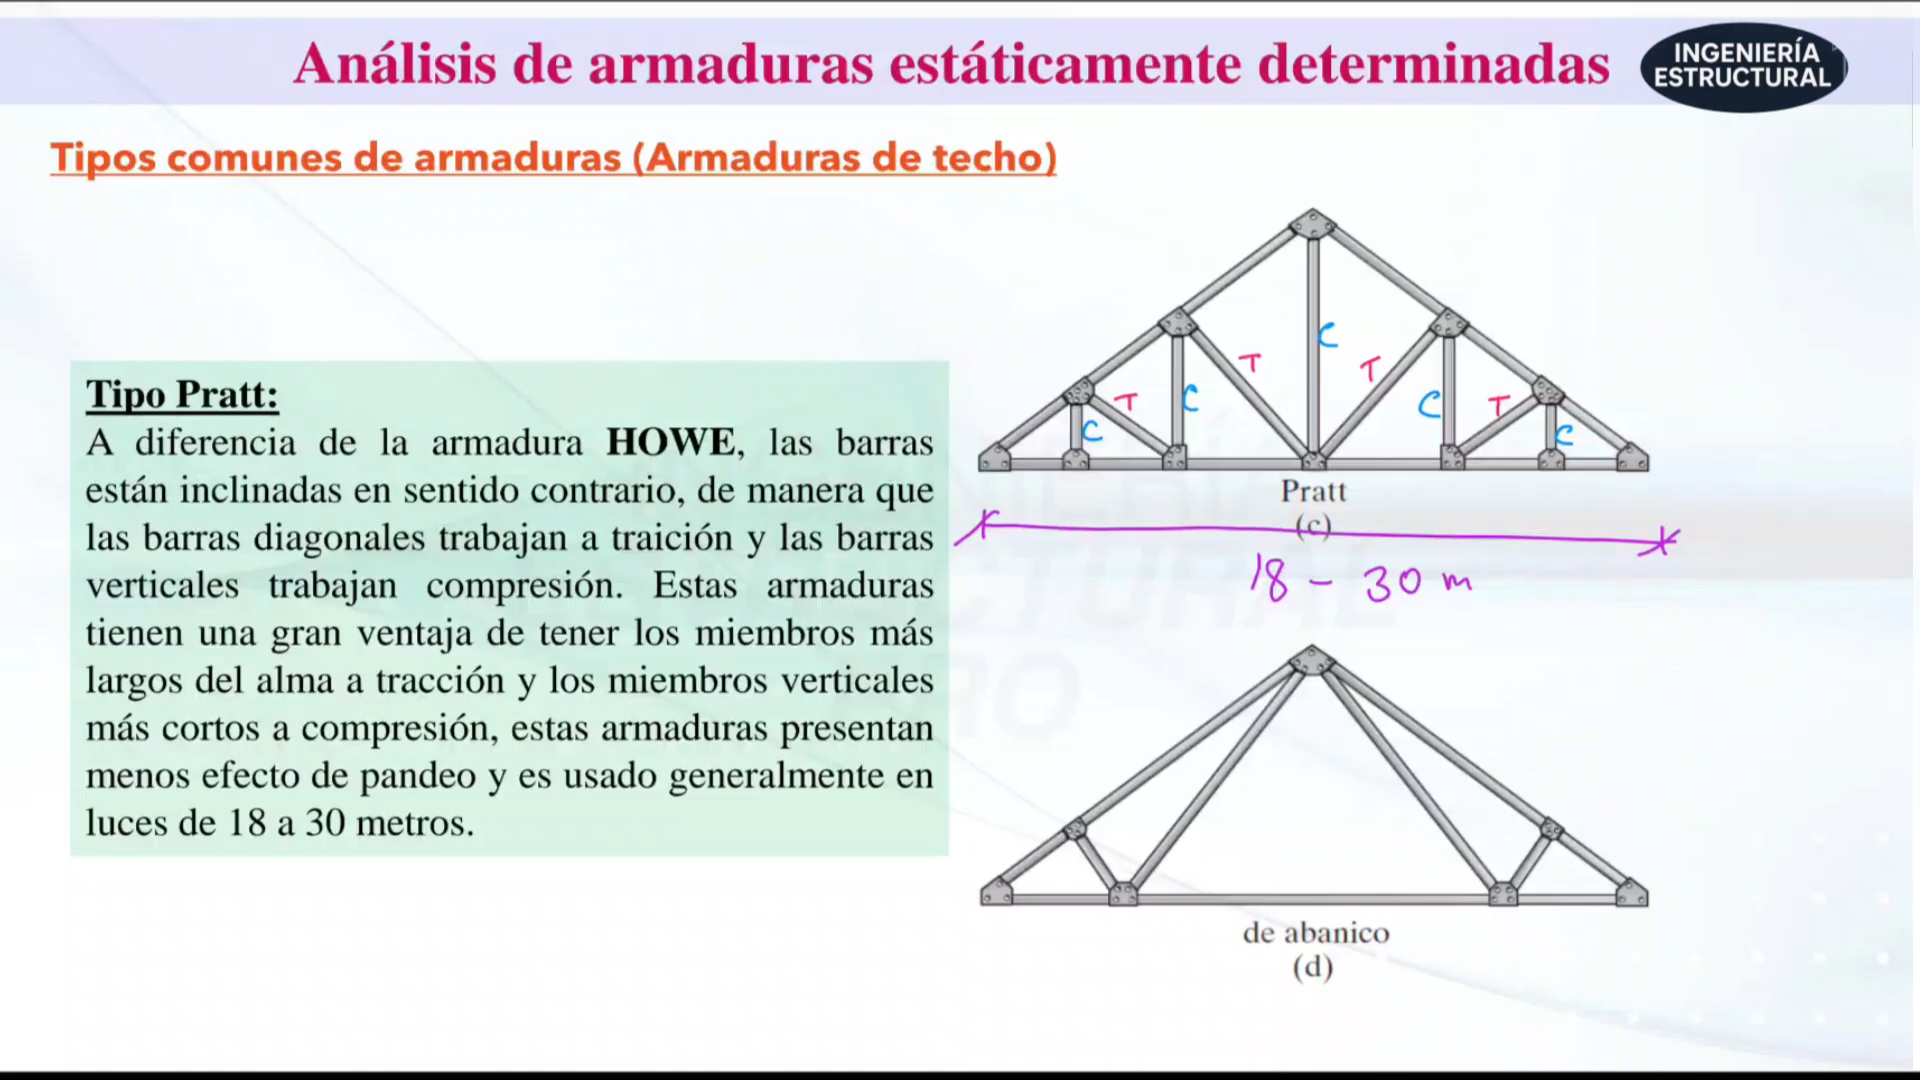 Análisis de armaduras estáticamente determinadas
INGENIERÍA
ESTRUCTURAL
Tipos comunes de armaduras (Armaduras de techo)
Tipo Pratt:
A diferencia de la armadura HOWE, las barras
están inclinadas en sentido contrario, de manera que
las barras diagonales trabajan a traición y las barras
verticales trabajan compresión. Estas armaduras
tienen una gran ventaja de tener los miembros más
largos del alma a tracción y los miembros verticales
más cortos a compresión, estas armaduras presentan
menos efecto de pandeo y es usado generalmente en
luces de 18 a 30 metros.
C
T
T
T
C
C
T
C
C
Pratt
(c)
18 - 30 m
de abanico
(d)
INGENIERÍA
ESTRUCTURAL
PRO